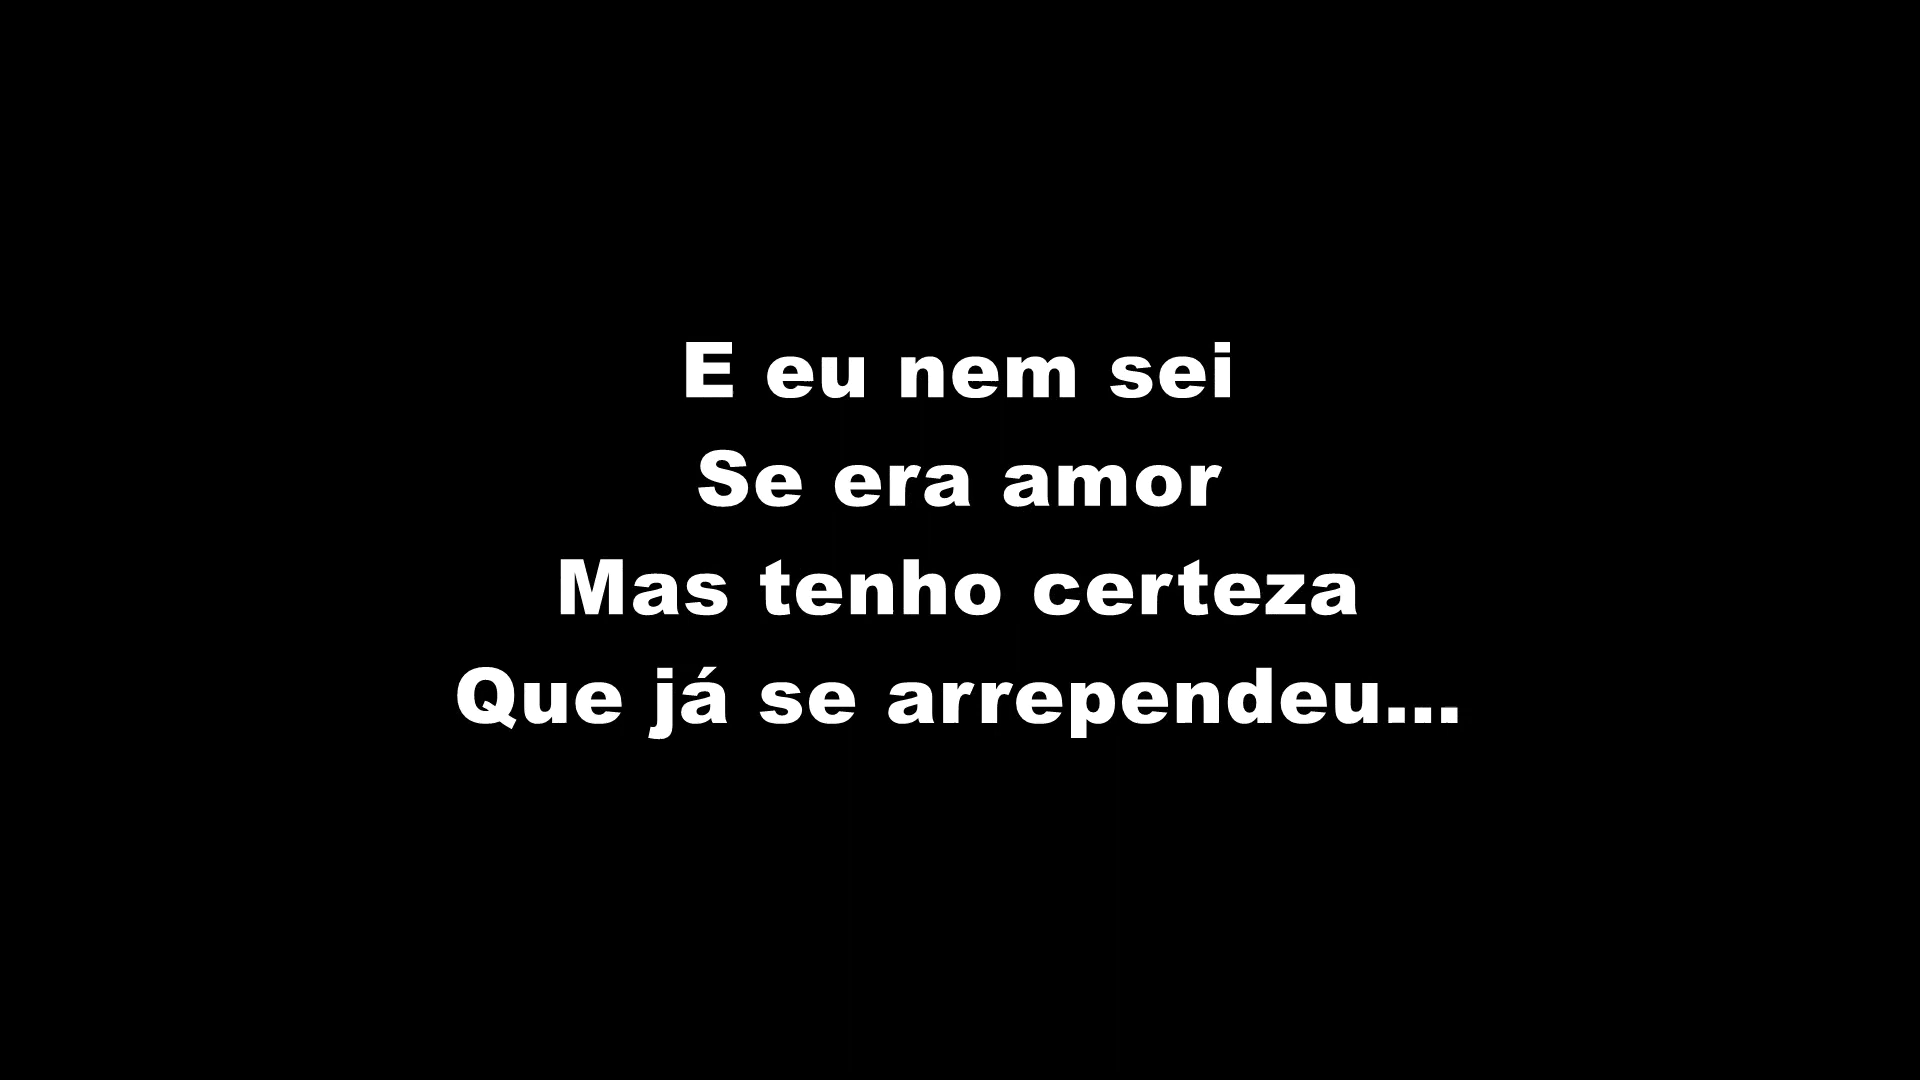 E eu nem sei
Se era amor
Mas tenho certeza
Que já se arrependeu...